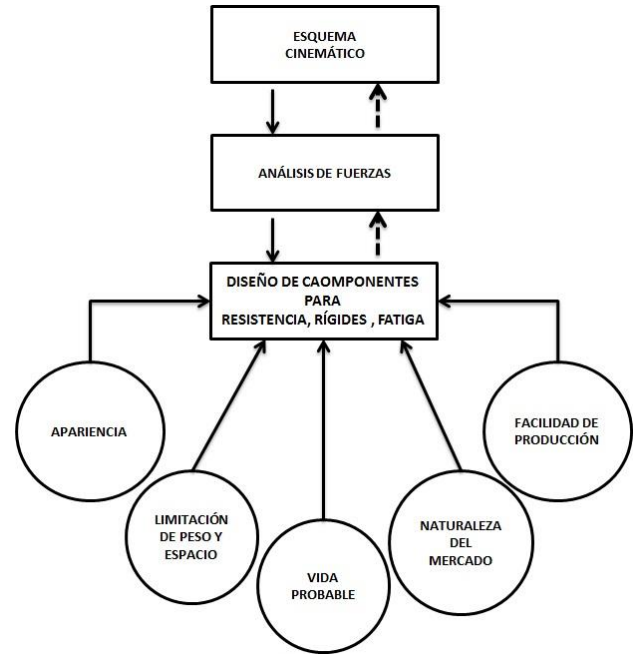 ESQUEMA
CINEMÁTICO
ANÁLISIS DE FUERZAS
DISEÑO DE CAOMPONENTES
PARA
RESISTENCIA, RÍGIDES , FATIGA
APARIENCIA
LIMITACIÓN
DE PESO Y
ESPACIO
VIDA
PROBABLE
NATURALEZA
DEL
MERCADO
FACILIDAD DE
PRODUCCIÓN